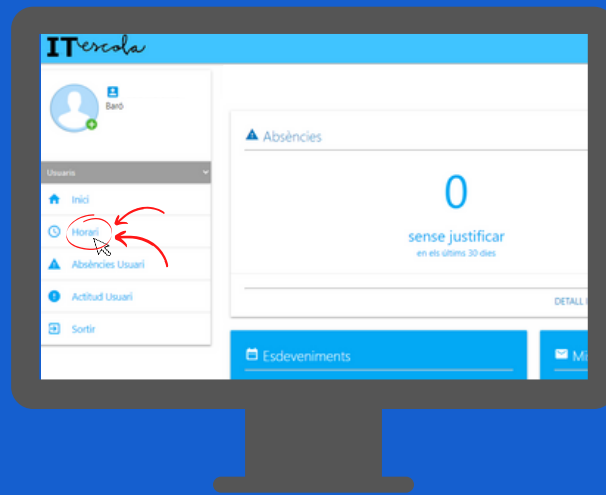 ITescola
Baró
Usuaris
Inici
Horari
Absències Usuari
Actitud Usuari
Sortir
Absències
0
sense justificar
en els últims 30 dies
DETALL
Esdeveniments